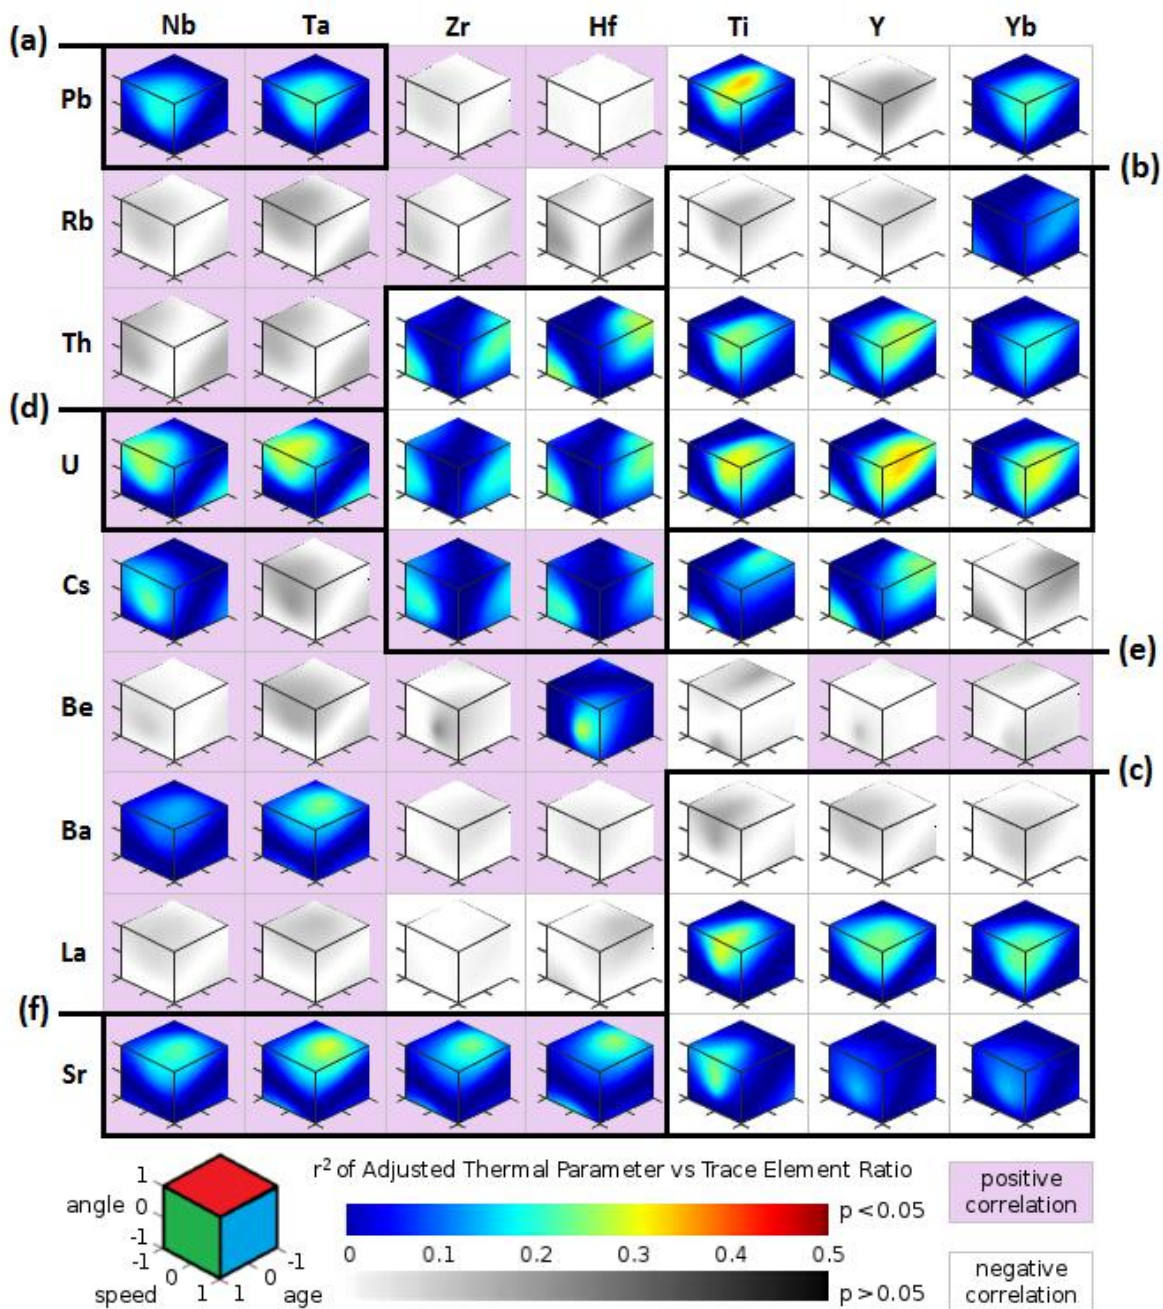 Nb Ta Zr Hf Ti Y Yb
(a)
Pb
(b)
Rb
Th
(d)
U
Cs
(e)
Be
(c)
Ba
La
(f)
Sr
r² of Adjusted Thermal Parameter vs Trace Element Ratio
p<0.05
0 0.1 0.2 0.3 0.4 0.5
p>0.05
1
angle 0
-1
-1 0 1
speed
1 0 -1
age
positive
correlation
negative
correlation